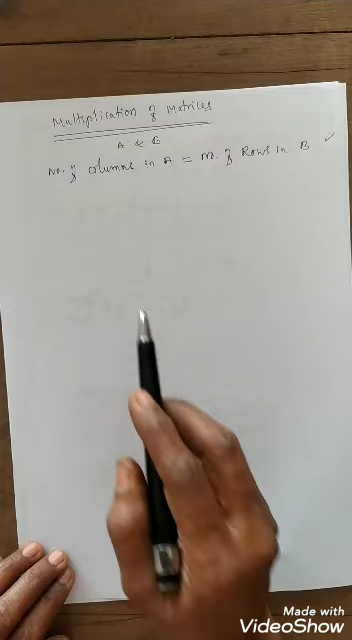 Multiplication of Matrices
A & B
No. of columns in A = No. of Rows in B ✓
Made with
VideoShow